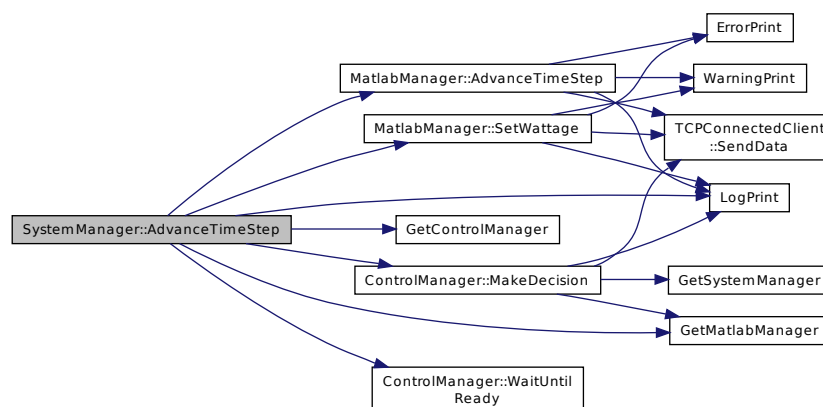 ErrorPrint
MatlabManager::AdvanceTimeStep
WarningPrint
MatlabManager::SetWattage
TCPConnectedClient
::SendData
LogPrint
SystemManager::AdvanceTimeStep
GetControlManager
ControlManager::MakeDecision
GetSystemManager
GetMatlabManager
ControlManager::WaitUntil
Ready